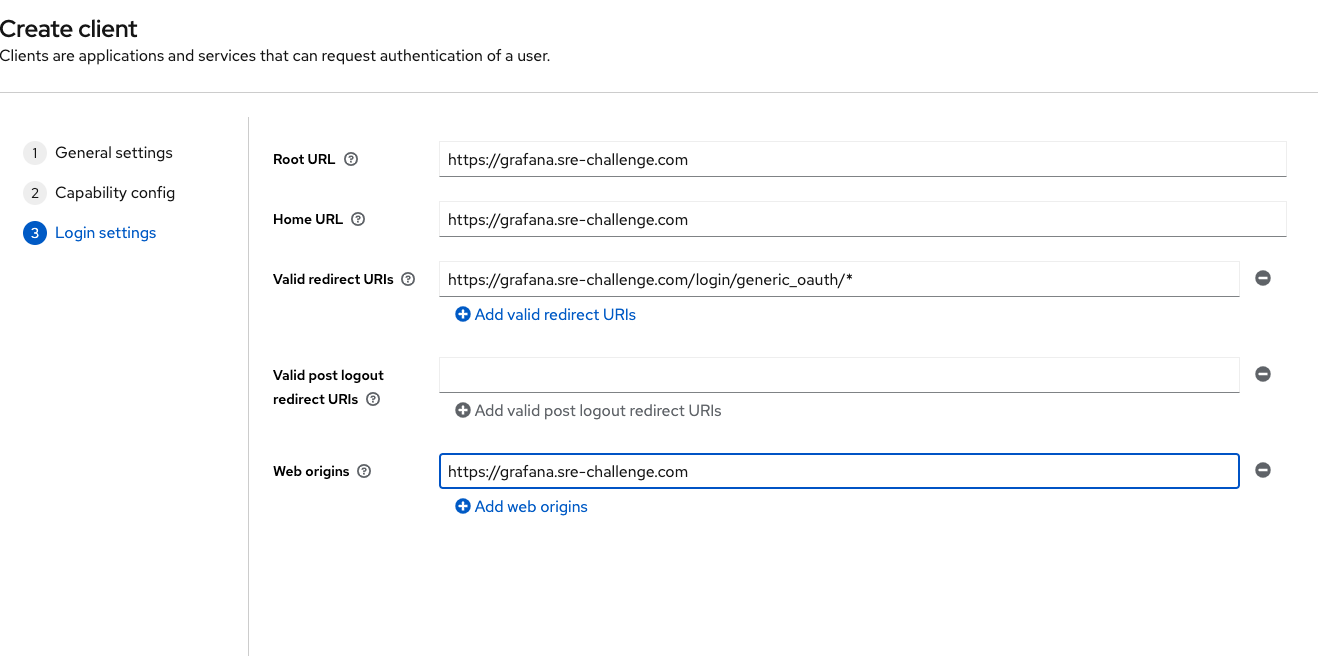 Create client
Clients are applications and services that can request authentication of a user.
1 General settings
2 Capability config
3 Login settings
Root URL
https://grafana.sre-challenge.com
Home URL
https://grafana.sre-challenge.com
Valid redirect URIs
https://grafana.sre-challenge.com/login/generic_oauth/*
Add valid redirect URIs
Valid post logout
redirect URIs
Add valid post logout redirect URIs
Web origins
https://grafana.sre-challenge.com
Add web origins